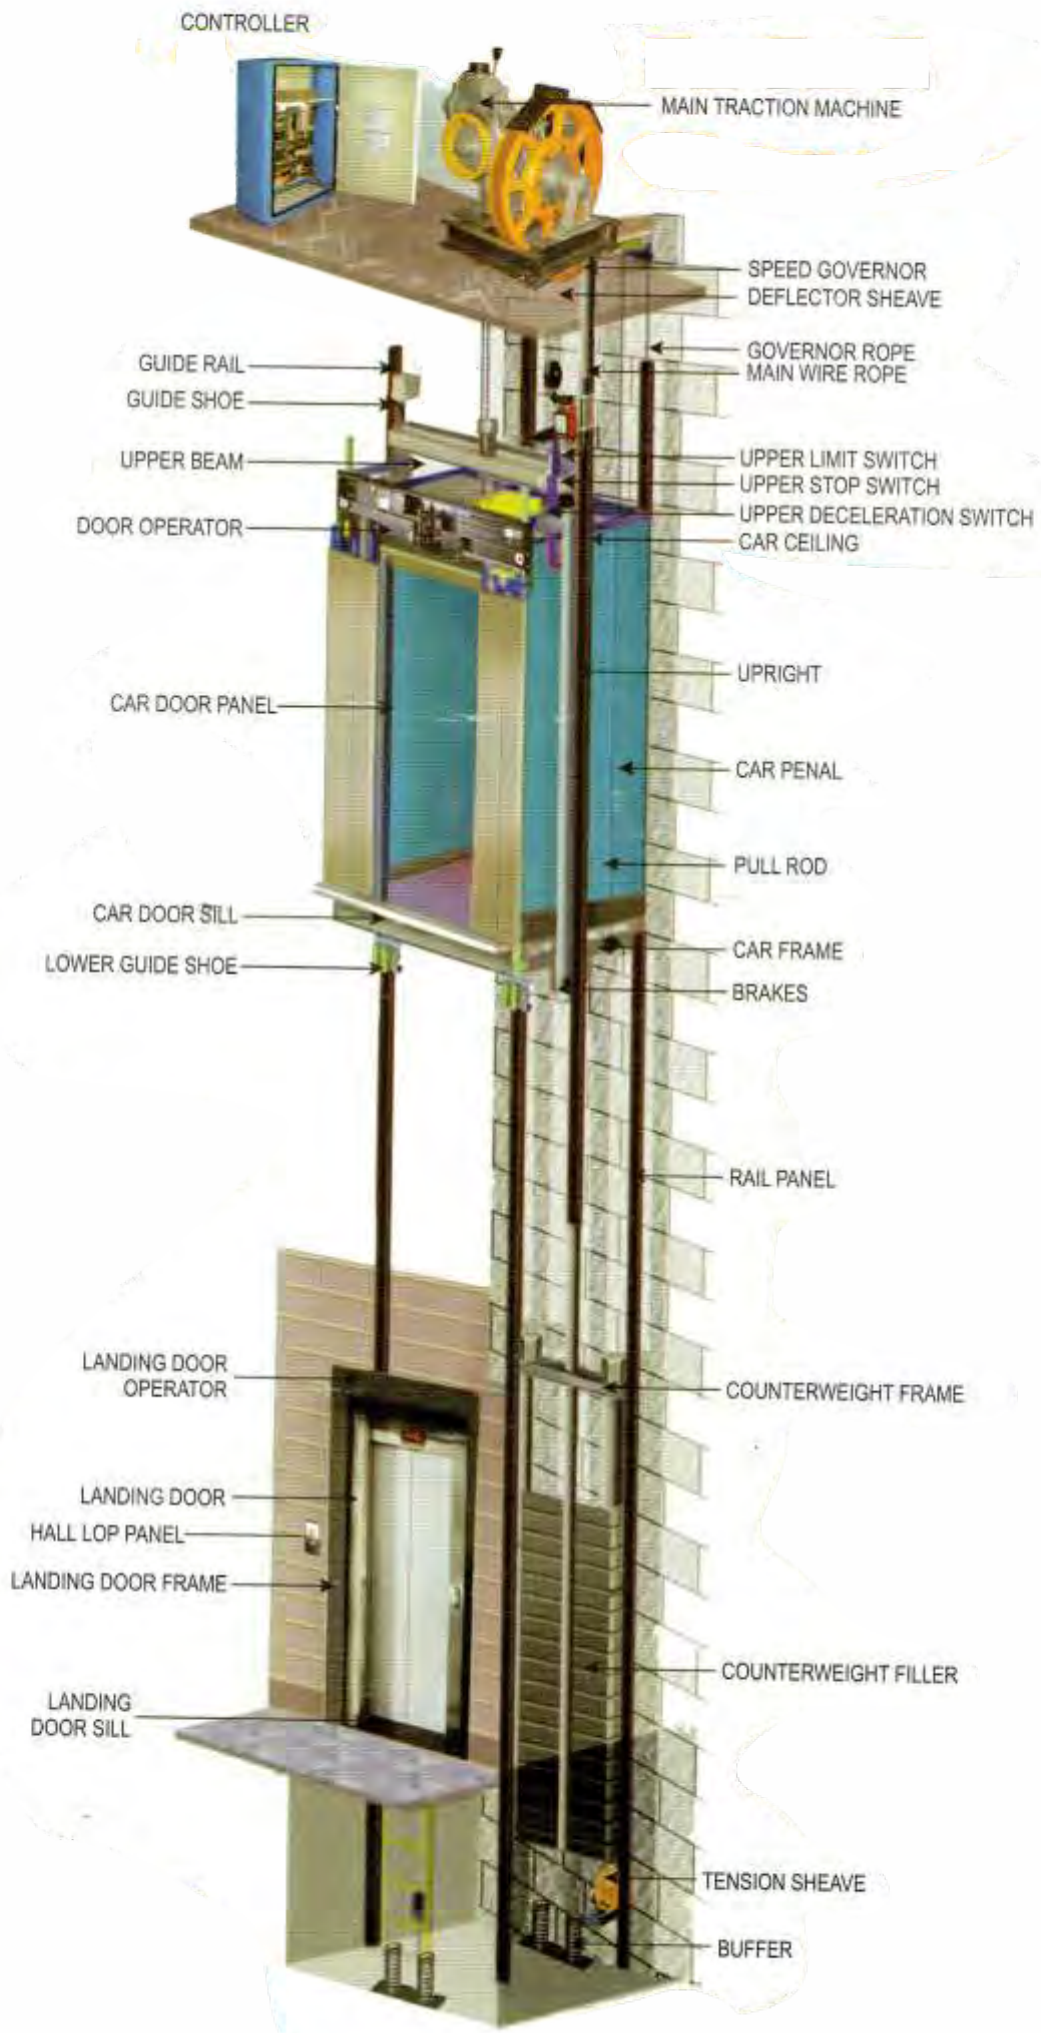 CONTROLLER
MAIN TRACTION MACHINE
SPEED GOVERNOR
DEFLECTOR SHEAVE
GOVERNOR ROPE
MAIN WIRE ROPE
GUIDE RAIL
GUIDE SHOE
UPPER BEAM
DOOR OPERATOR
UPPER LIMIT SWITCH
UPPER STOP SWITCH
UPPER DECELERATION SWITCH
CAR CEILING
UPRIGHT
CAR DOOR PANEL
CAR PENAL
PULL ROD
CAR DOOR SILL
LOWER GUIDE SHOE
CAR FRAME
BRAKES
RAIL PANEL
LANDING DOOR
OPERATOR
COUNTERWEIGHT FRAME
LANDING DOOR
HALL LOP PANEL
LANDING DOOR FRAME
COUNTERWEIGHT FILLER
LANDING
DOOR SILL
TENSION SHEAVE
BUFFER